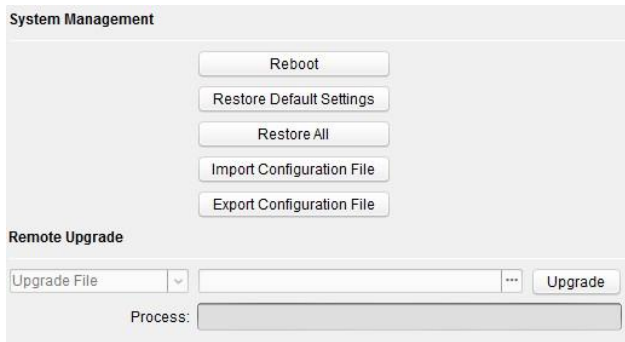 System Management
Reboot
Restore Default Settings
Restore All
Import Configuration File
Export Configuration File
Remote Upgrade
Upgrade File ... Upgrade
Process: